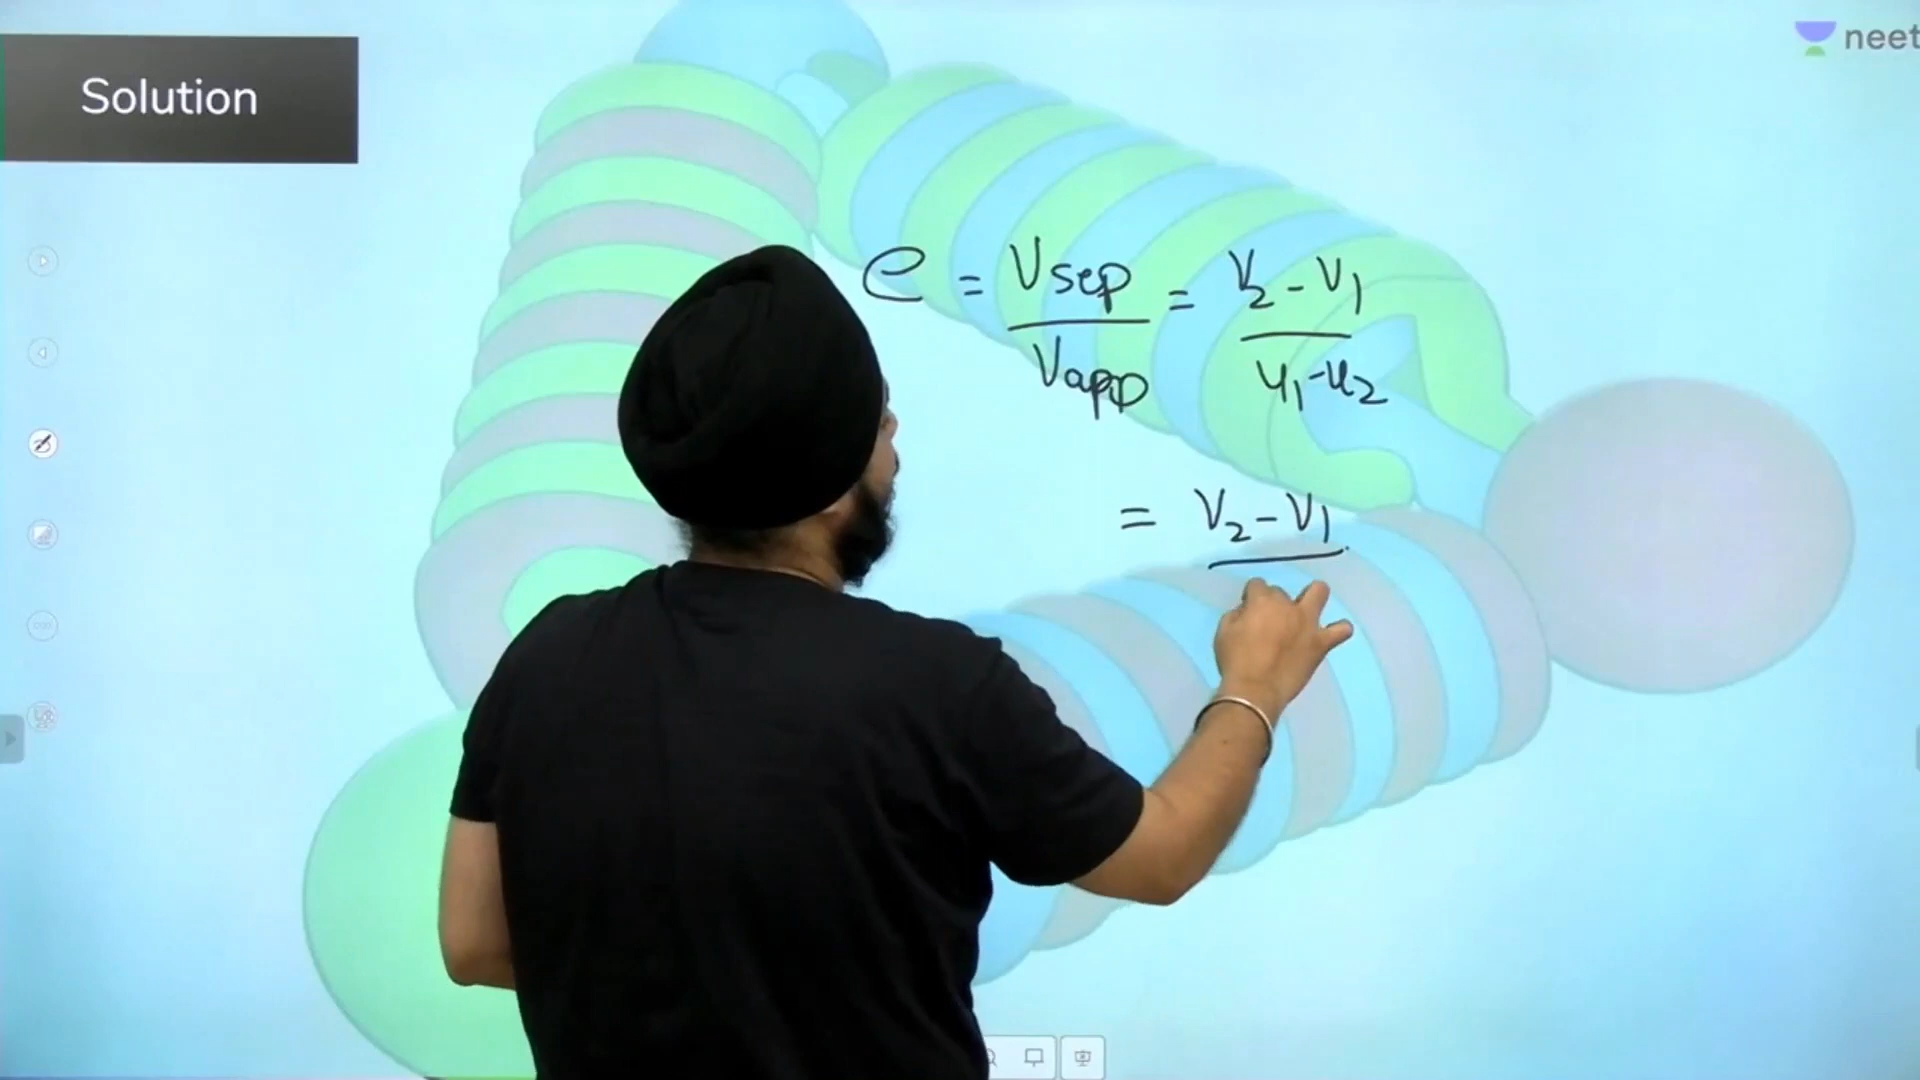 Solution
neet
e = Vsep / Vapp = V2 - V1 / u1 - u2
= V2 - V1